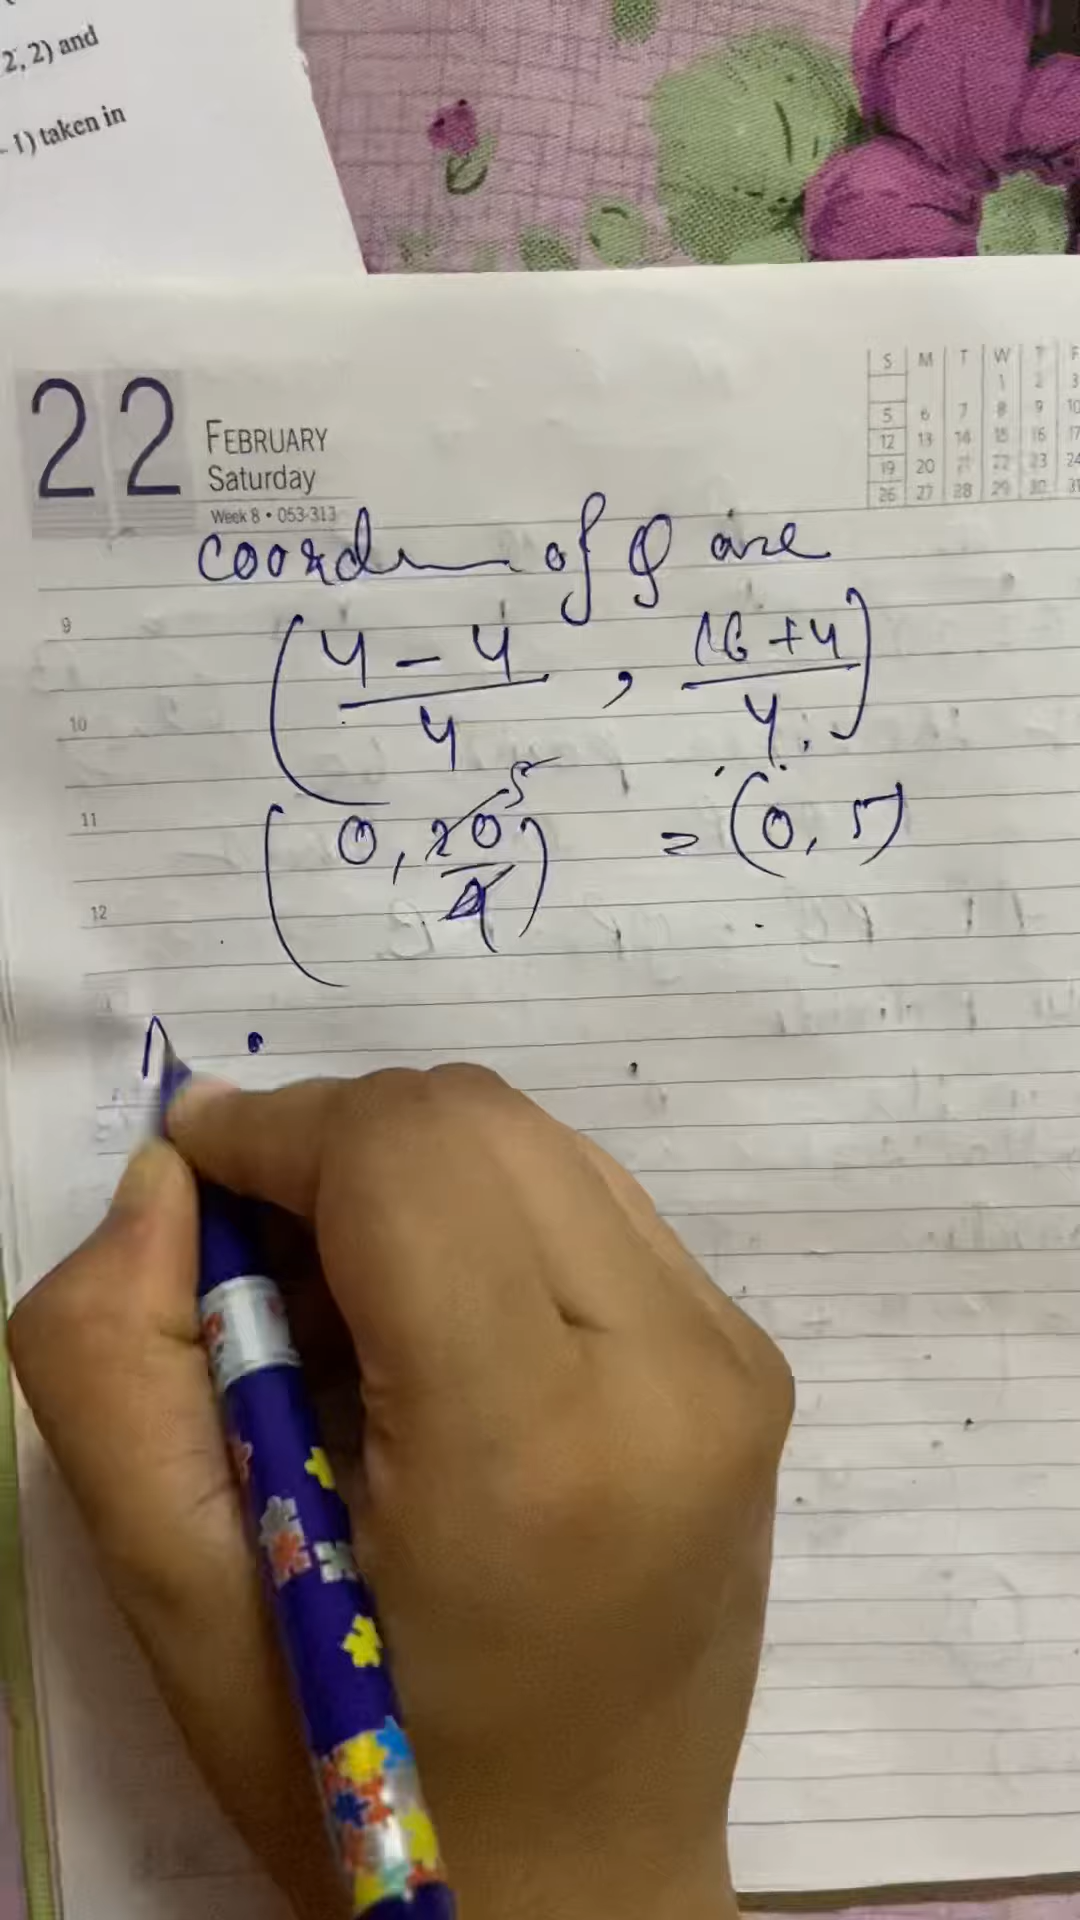 2, 2) and
- 1) taken in
22
FEBRUARY
Saturday
Week 8 • 053-313
S M T W T F
1 2 3
5 6 7 8 9 10
12 13 14 15 16 17
19 20 21 22 23 24
26 27 28 29 30 31
of Q are
9
(4 - 4 / 4 , 16 + 4 / 4)
10
11
(0, 20/4) 5 = (0, 5)
12